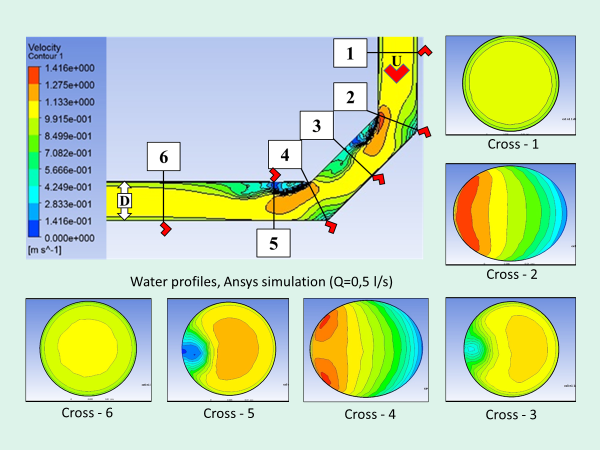 Velocity
Contour 1
1.416e+000
1.275e+000
1.133e+000
9.915e-001
8.499e-001
7.082e-001
5.666e-001
4.249e-001
2.833e-001
1.416e-001
0.000e+000
[m s^-1]
1
U
2
3
4
6
D
5
Cross - 1
Cross - 2
Water profiles, Ansys simulation (Q=0,5 l/s)
Cross - 6
Cross - 5
Cross - 4
Cross - 3